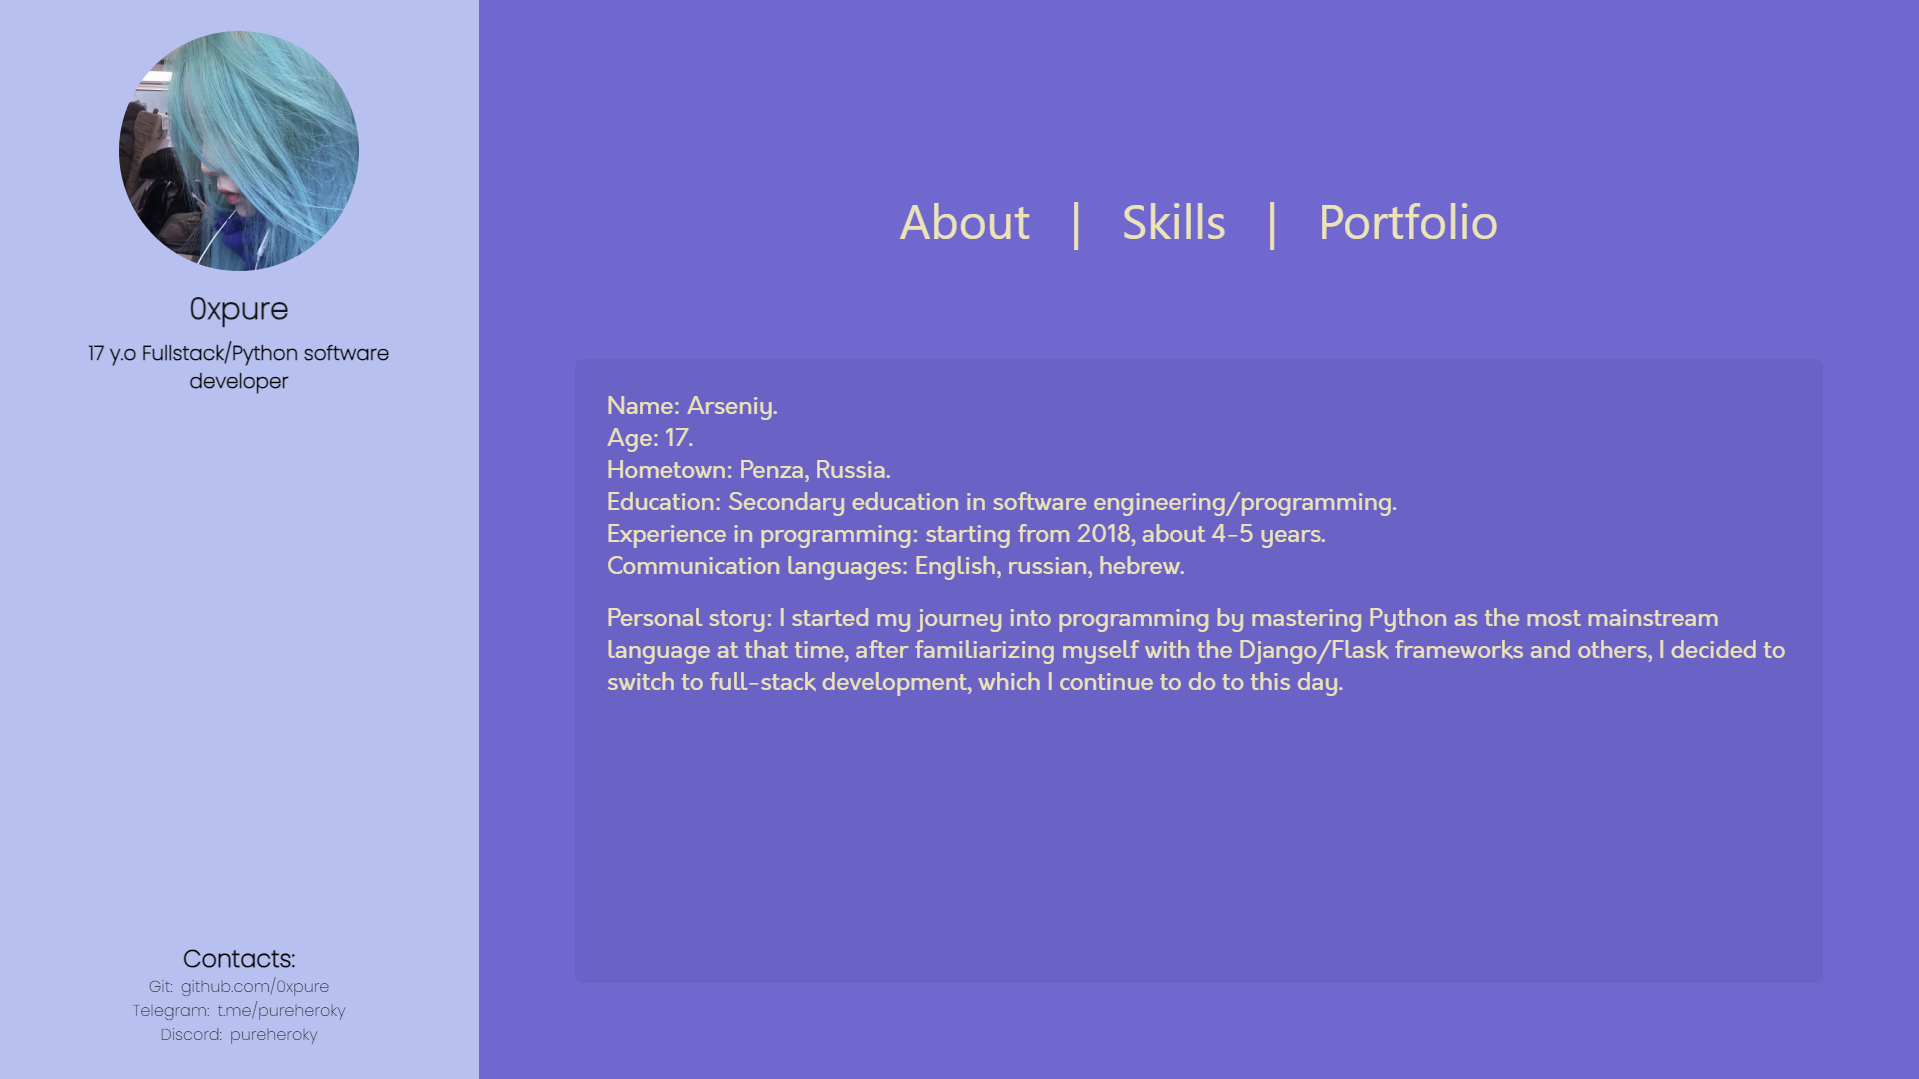 0xpure
17 y.o Fullstack/Python software
developer
Contacts:
Git: github.com/0xpure
Telegram: t.me/pureheroky
Discord: pureheroky
About | Skills | Portfolio
Name: Arseniy.
Age: 17.
Hometown: Penza, Russia.
Education: Secondary education in software engineering/programming.
Experience in programming: starting from 2018, about 4-5 years.
Communication languages: English, russian, hebrew.
Personal story: I started my journey into programming by mastering Python as the most mainstream
language at that time, after familiarizing myself with the Django/Flask frameworks and others, I decided to
switch to full-stack development, which I continue to do to this day.